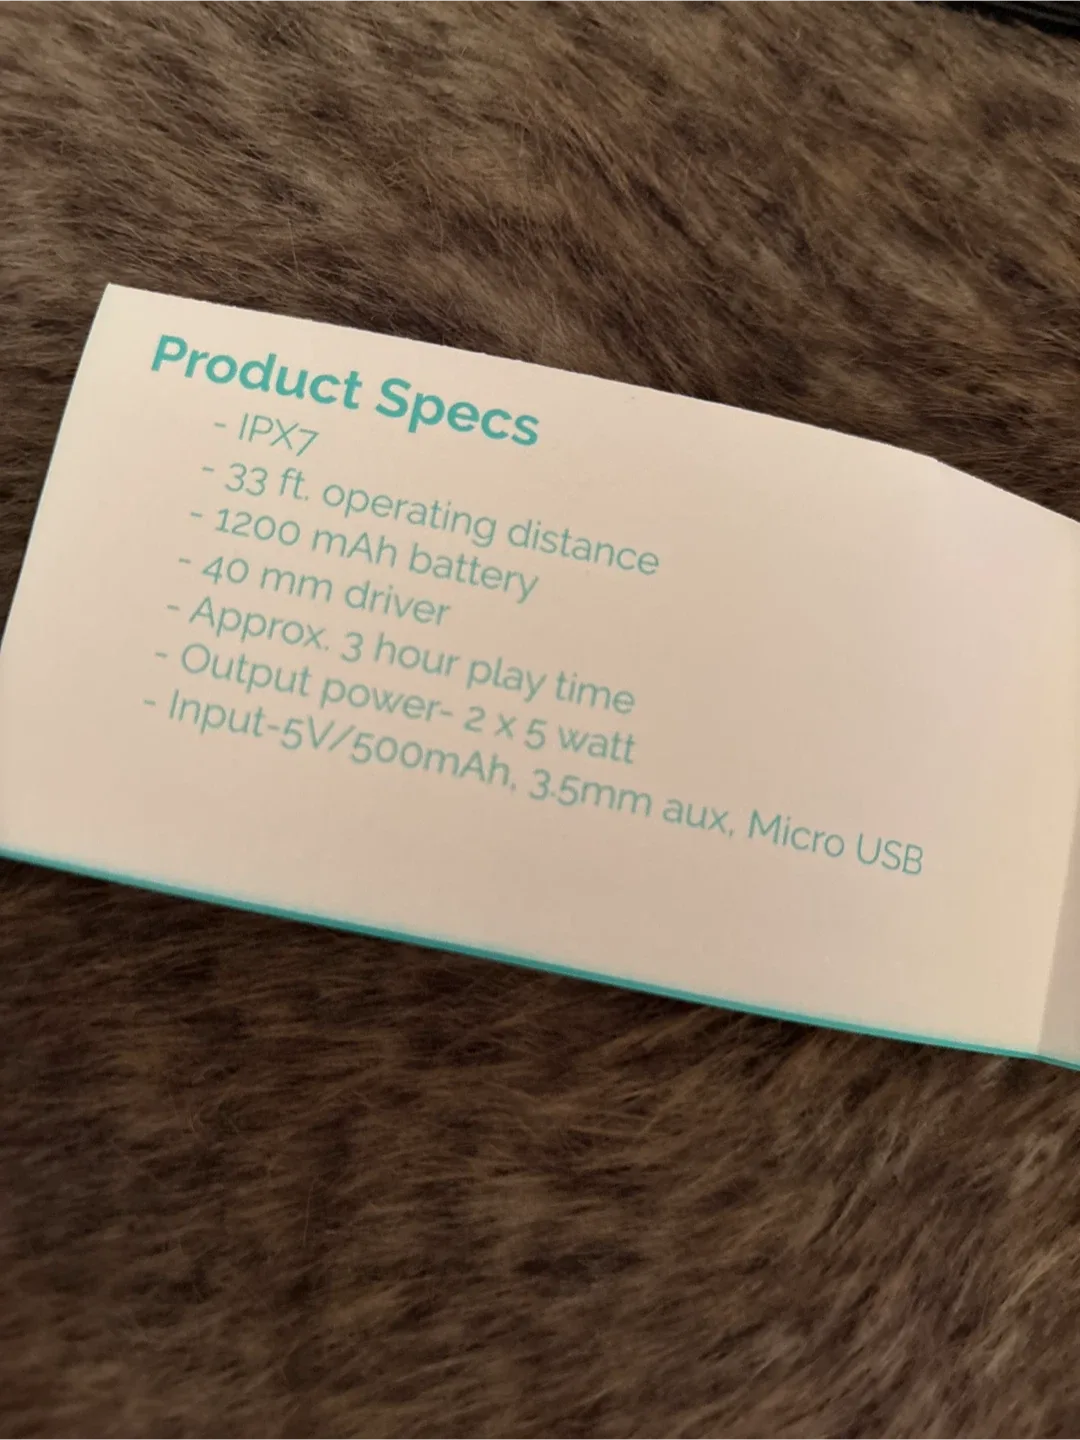 Product Specs
- IPX7
- 33 ft. operating distance
- 1200 mAh battery
- 40 mm driver
- Approx. 3 hour play time
- Output power- 2 x 5 watt
- Input-5V/500mAh, 3.5mm aux, Micro USB